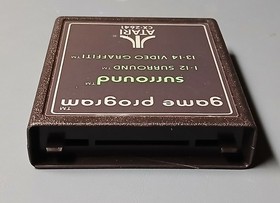 game program™
surround™
1-12 SURROUND™
13-14 VIDEO GRAFFITI™
ATARI®
CX-2641